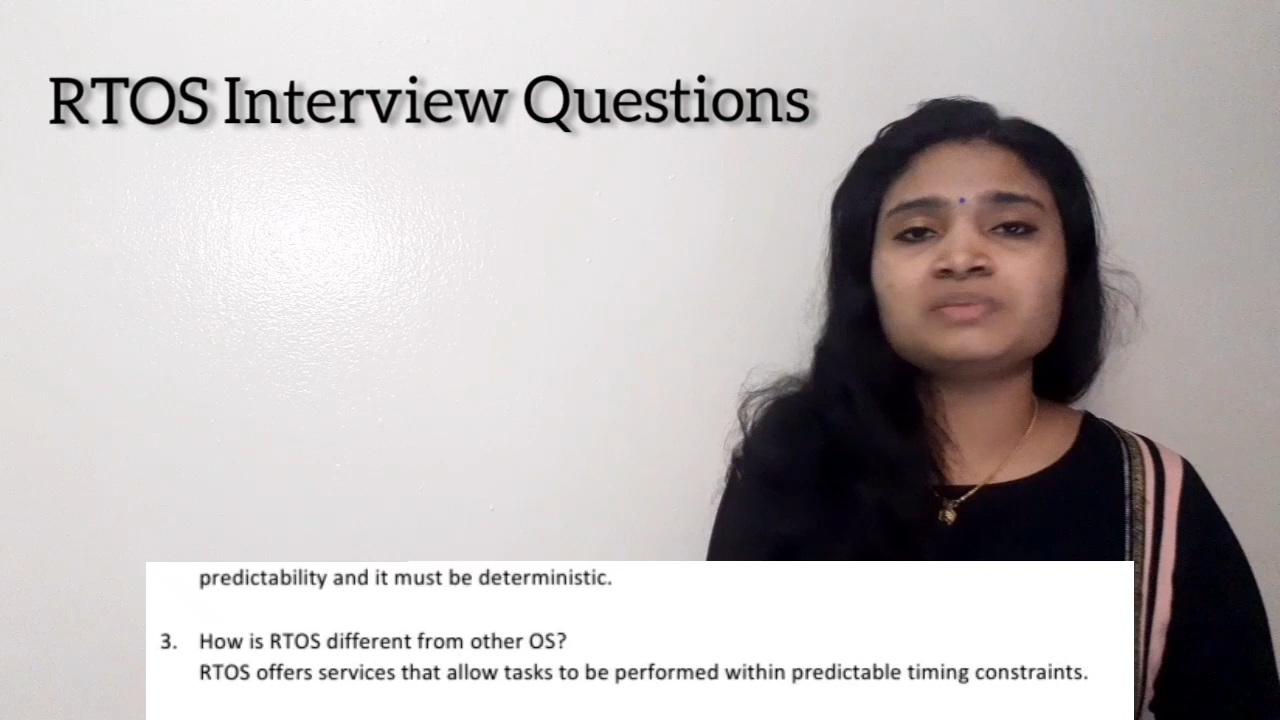 RTOS Interview Questions
predictability and it must be deterministic.
3. How is RTOS different from other OS?
RTOS offers services that allow tasks to be performed within predictable timing constraints.